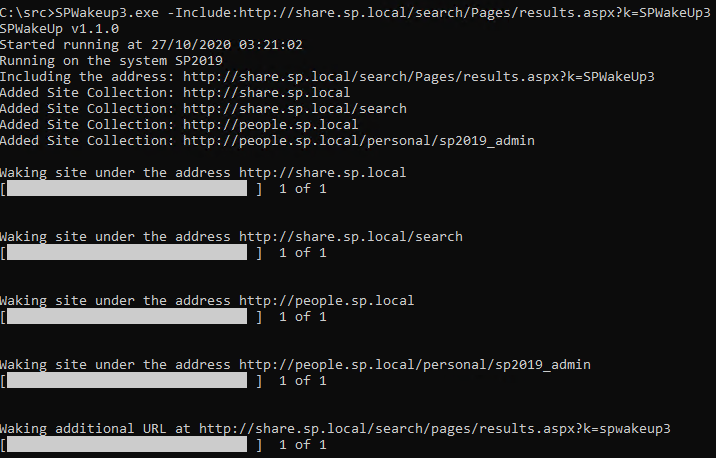 C:\src>SPWakeup3.exe -Include:http://share.sp.local/search/Pages/results.aspx?k=SPWakeUp3
SPWakeUp v1.1.0
Started running at 27/10/2020 03:21:02
Running on the system SP2019
Including the address: http://share.sp.local/search/Pages/results.aspx?k=SPWakeUp3
Added Site Collection: http://share.sp.local
Added Site Collection: http://share.sp.local/search
Added Site Collection: http://people.sp.local
Added Site Collection: http://people.sp.local/personal/sp2019_admin
Waking site under the address http://share.sp.local
[ ] 1 of 1
Waking site under the address http://share.sp.local/search
[ ] 1 of 1
Waking site under the address http://people.sp.local
[ ] 1 of 1
Waking site under the address http://people.sp.local/personal/sp2019_admin
[ ] 1 of 1
Waking additional URL at http://share.sp.local/search/pages/results.aspx?k=spwakeup3
[ ] 1 of 1